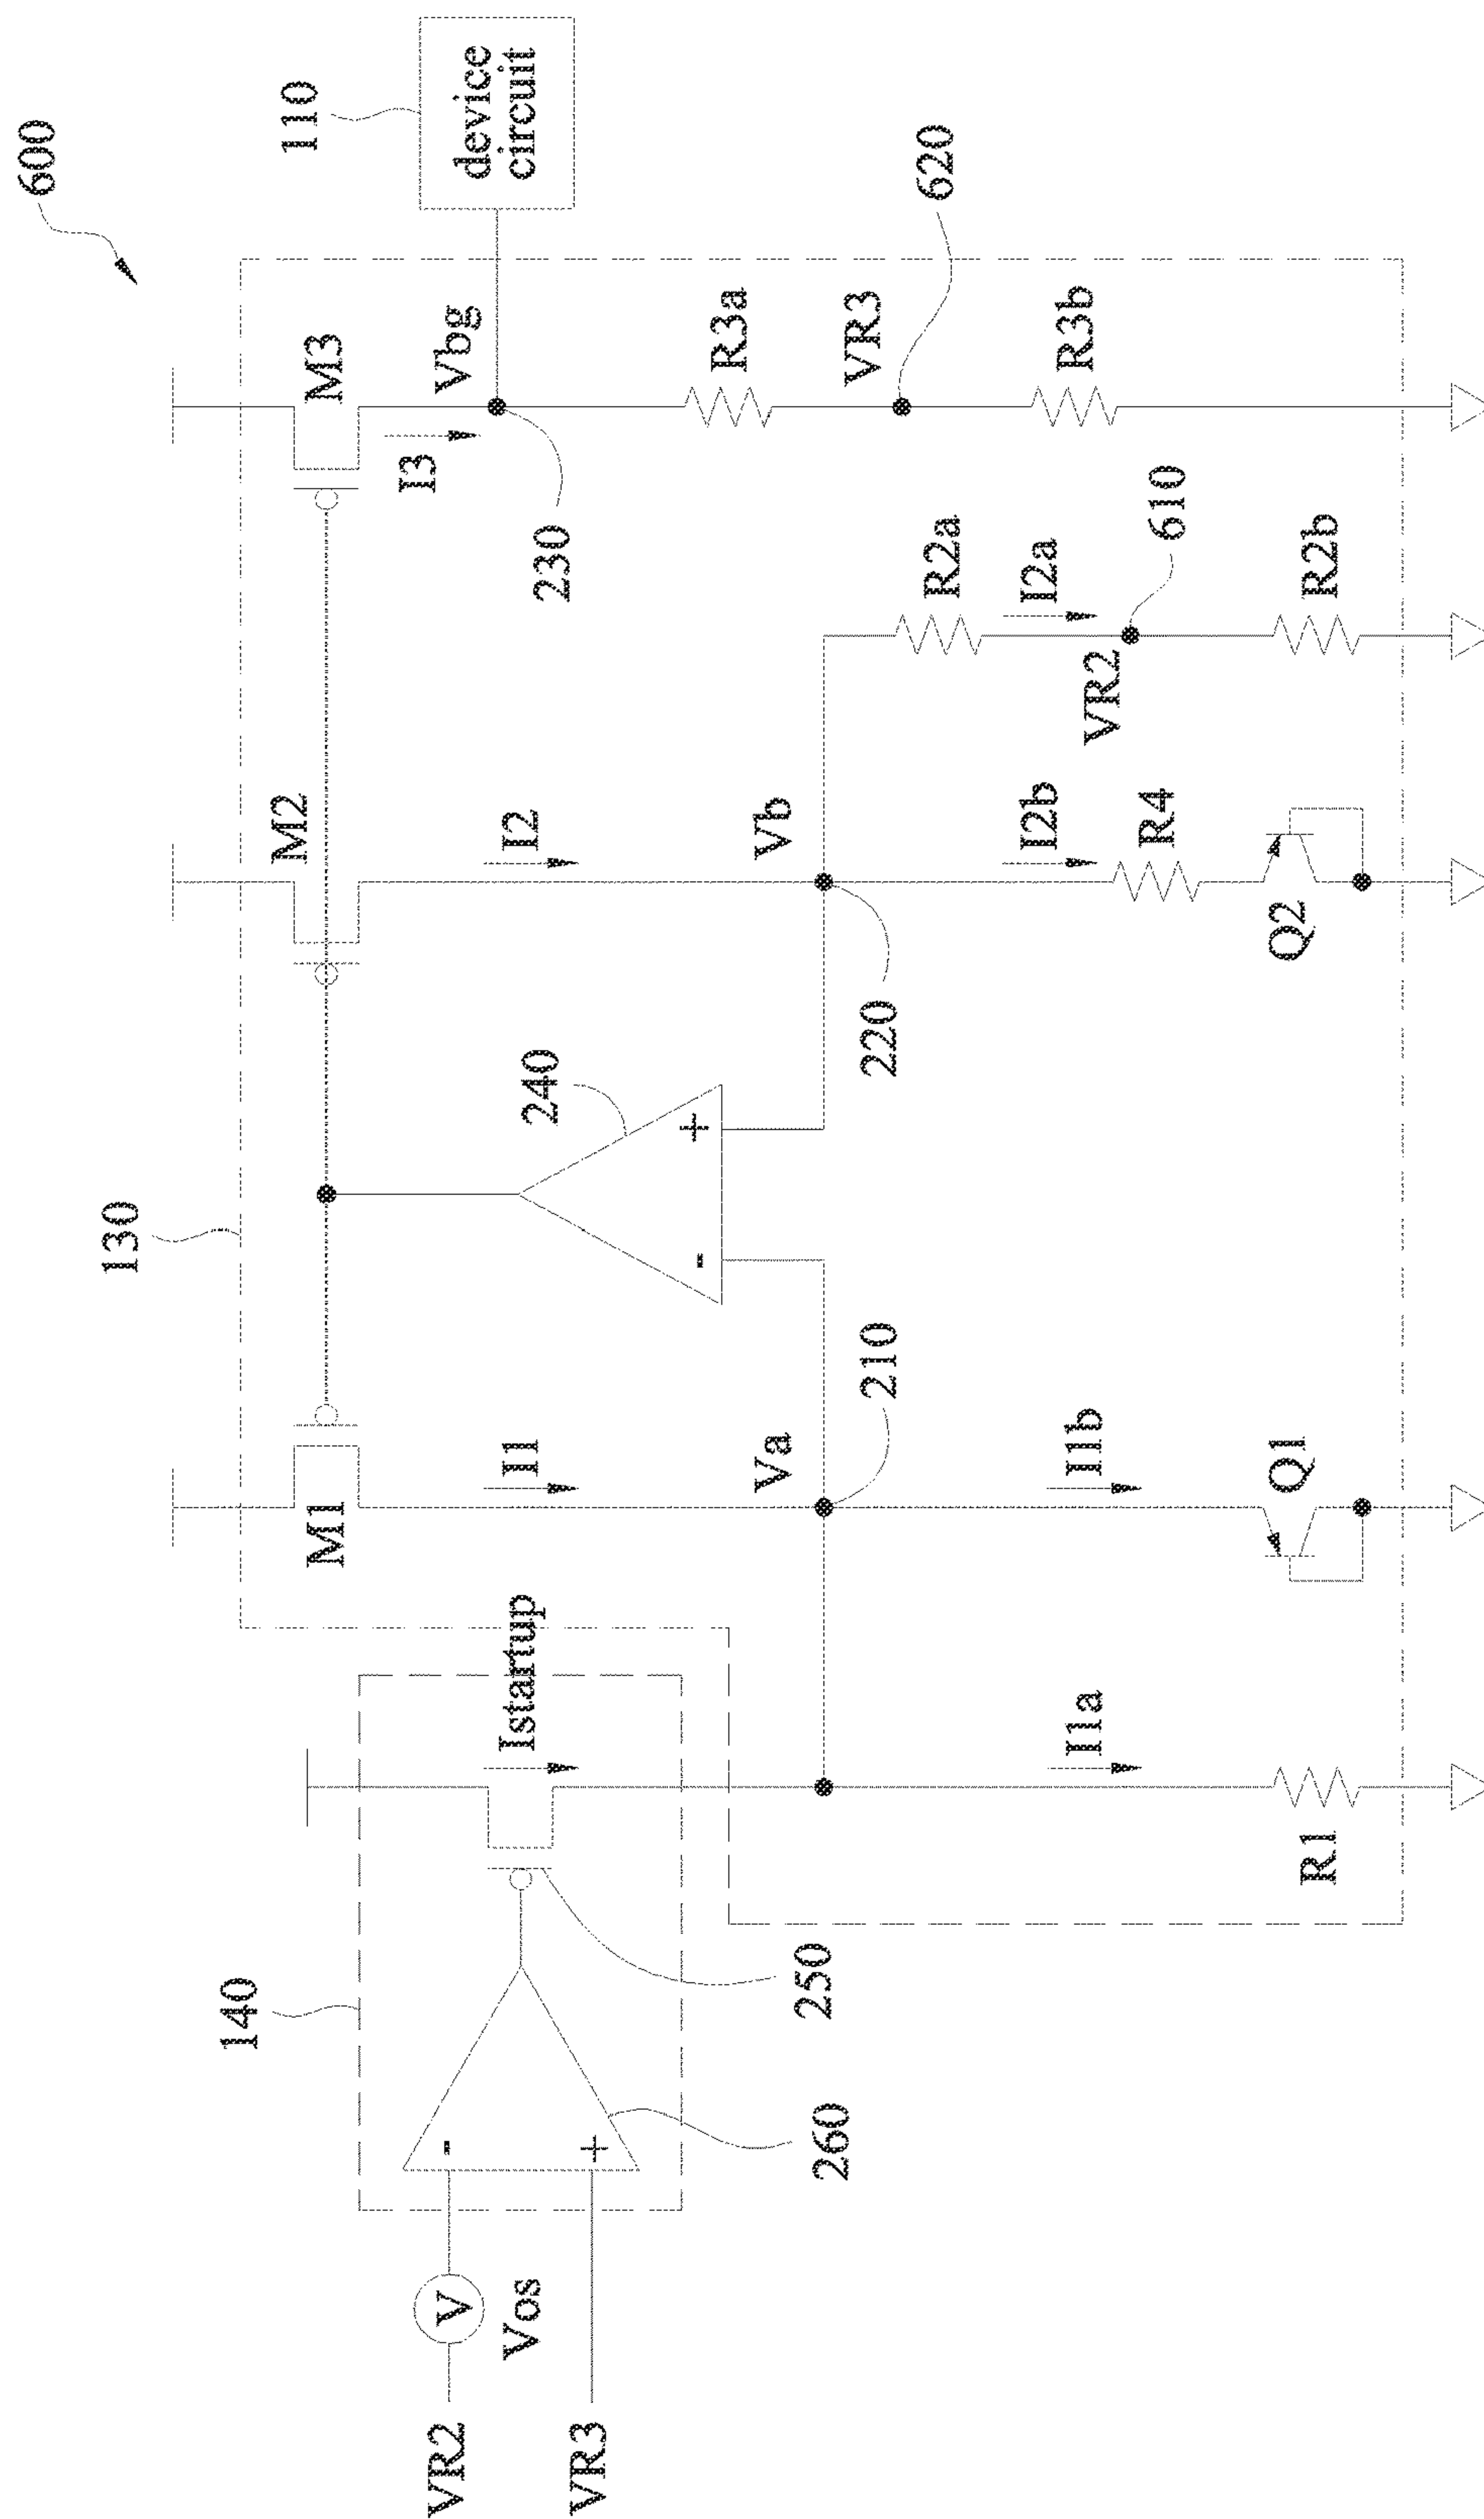 600
130
140
110
device
circuit
M1
M2
M3
I1
I2
I3
Vbg
230
Istartup
240
-
+
Va
210
Vb
220
R3a
VR3
620
R3b
R2a
I2a
VR2
610
R2b
I2b
R4
Q2
I1b
Q1
I1a
R1
250
260
-
+
V
Vos
VR2
VR3